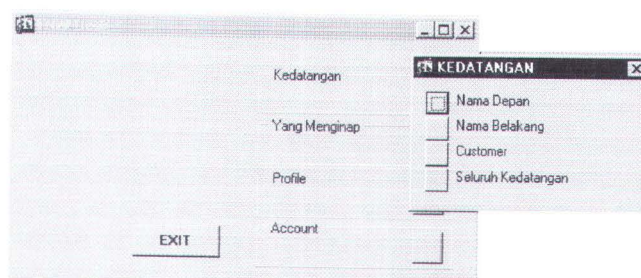 Kedatangan
Yang Menginap
Profile
Account
EXIT
KEDATANGAN
Nama Depan
Nama Belakang
Customer
Seluruh Kedatangan